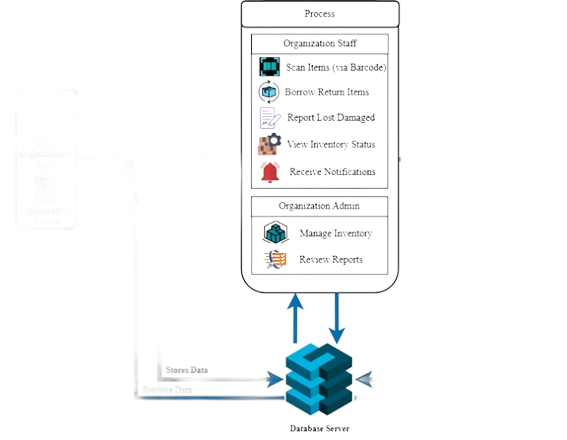 Process
Organization Staff
Scan Items (via Barcode)
Borrow Return Items
Report Lost Damaged
View Inventory Status
Receive Notifications
Organization Admin
Manage Inventory
Review Reports
Stores Data
Retrieve Data
Database Server